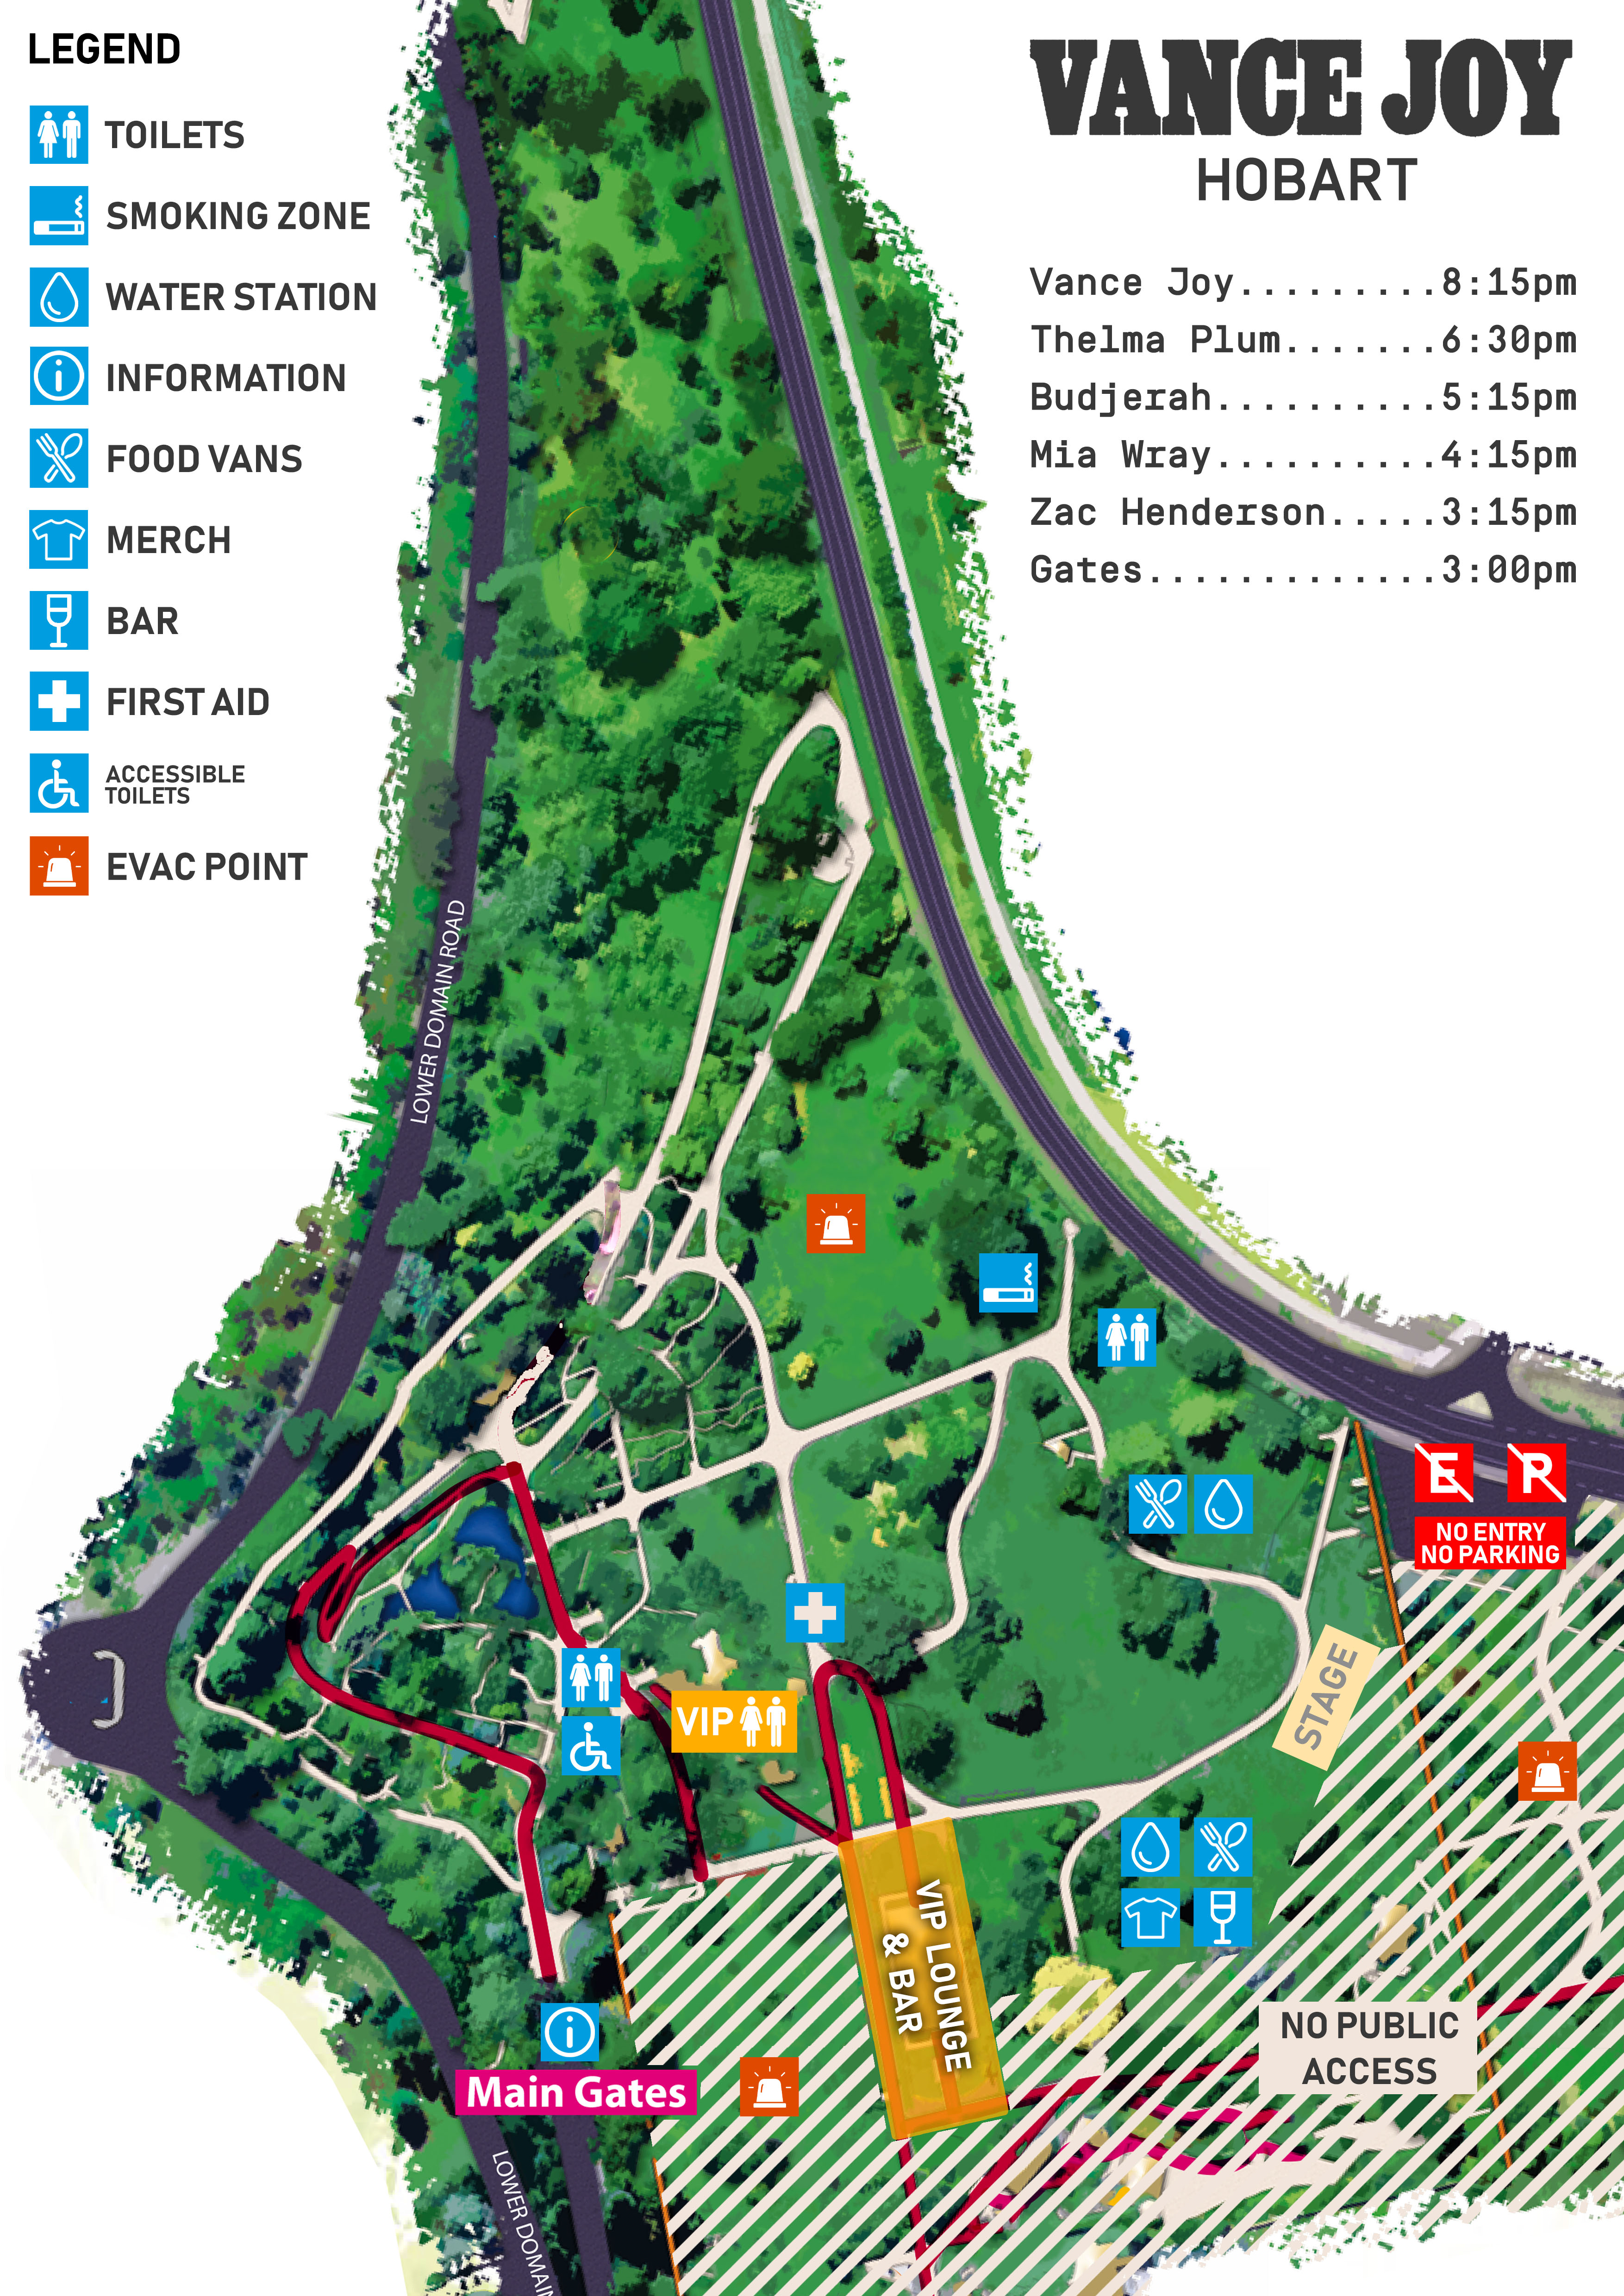 LEGEND
TOILETS
SMOKING ZONE
WATER STATION
INFORMATION
FOOD VANS
MERCH
BAR
FIRST AID
ACCESSIBLE
TOILETS
EVAC POINT
VANCE JOY
HOBART
Vance Joy.........8:15pm
Thelma Plum.......6:30pm
Budjerah..........5:15pm
Mia Wray..........4:15pm
Zac Henderson.....3:15pm
Gates.............3:00pm
LOWER DOMAIN ROAD
E
R
NO ENTRY
NO PARKING
STAGE
VIP
VIP LOUNGE
& BAR
NO PUBLIC
ACCESS
Main Gates
LOWER DOMAIN